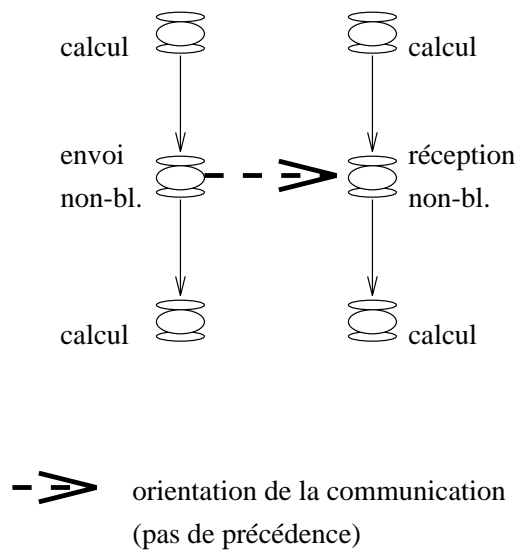 calcul calcul
envoi réception
non-bl. non-bl.
calcul calcul
orientation de la communication
(pas de précédence)